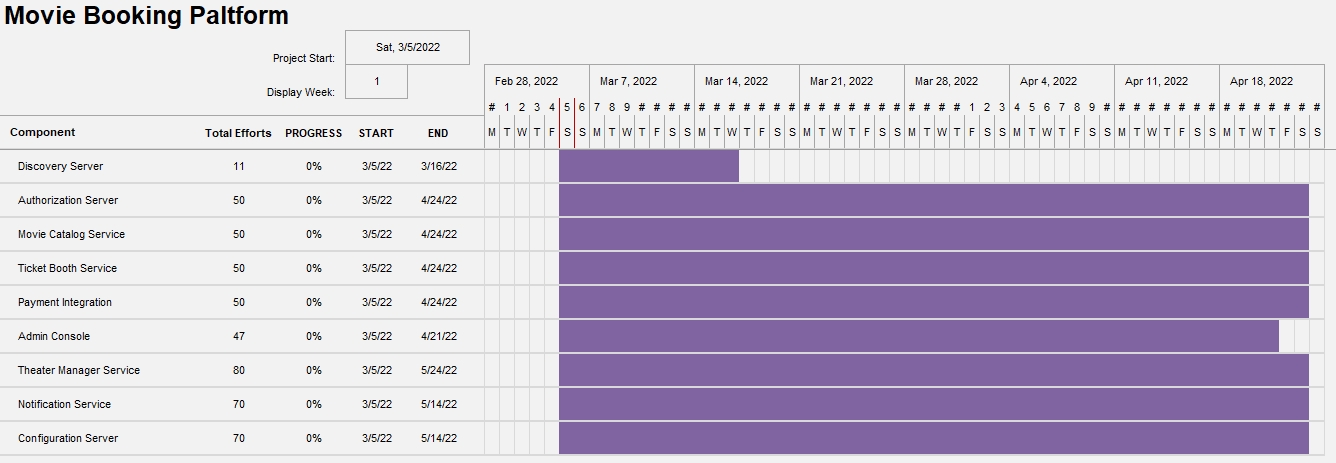 Movie Booking Paltform
Project Start: Sat, 3/5/2022
Display Week: 1
Feb 28, 2022 Mar 7, 2022 Mar 14, 2022 Mar 21, 2022 Mar 28, 2022 Apr 4, 2022 Apr 11, 2022 Apr 18, 2022
# 1 2 3 4 5 6 7 8 9 # # # # # # # # # # # # # # # # # # # # # # 1 2 3 4 5 6 7 8 9 # # # # # # # # # # # # # # #
Component Total Efforts PROGRESS START END M T W T F S S M T W T F S S M T W T F S S M T W T F S S M T W T F S S M T W T F S S M T W T F S S M T W T F S S
Discovery Server 11 0% 3/5/22 3/16/22
Authorization Server 50 0% 3/5/22 4/24/22
Movie Catalog Service 50 0% 3/5/22 4/24/22
Ticket Booth Service 50 0% 3/5/22 4/24/22
Payment Integration 50 0% 3/5/22 4/24/22
Admin Console 47 0% 3/5/22 4/21/22
Theater Manager Service 80 0% 3/5/22 5/24/22
Notification Service 70 0% 3/5/22 5/14/22
Configuration Server 70 0% 3/5/22 5/14/22